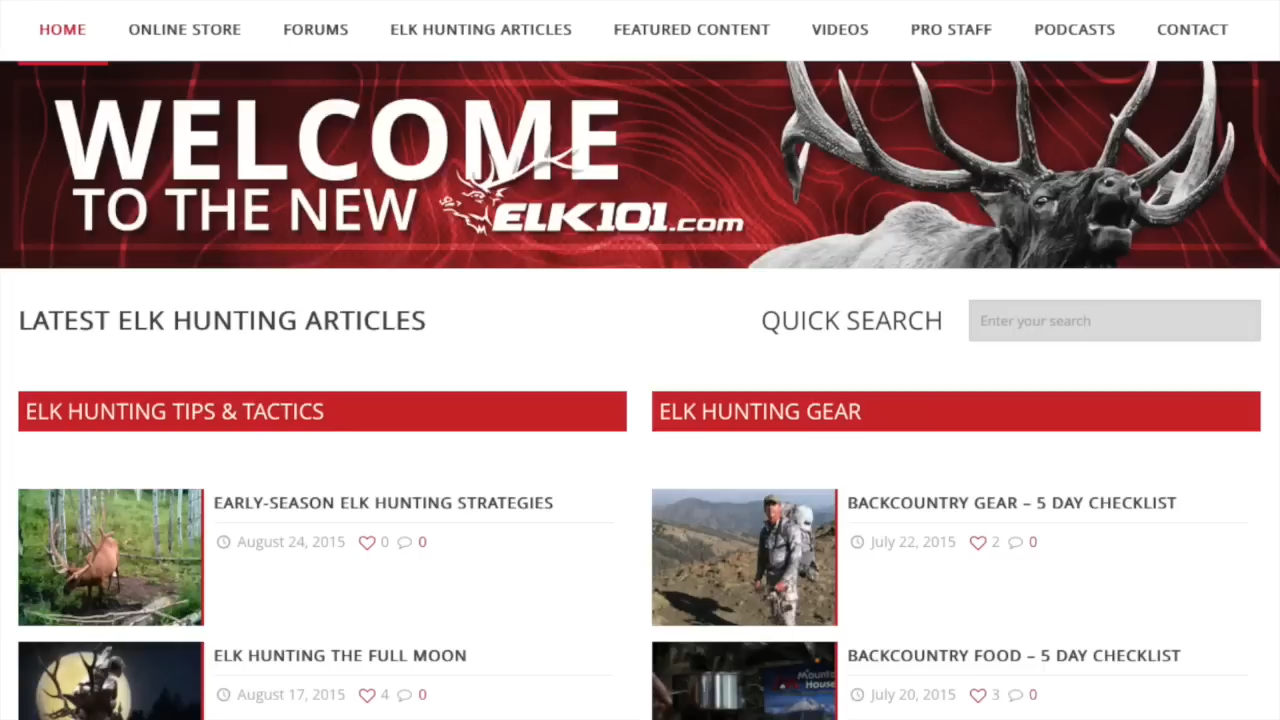 HOME ONLINE STORE FORUMS ELK HUNTING ARTICLES FEATURED CONTENT VIDEOS PRO STAFF PODCASTS CONTACT
WELCOME
TO THE NEW ELK101.com
LATEST ELK HUNTING ARTICLES
QUICK SEARCH
Enter your search
ELK HUNTING TIPS & TACTICS
EARLY-SEASON ELK HUNTING STRATEGIES
August 24, 2015 0 0
ELK HUNTING THE FULL MOON
August 17, 2015 4 0
ELK HUNTING GEAR
BACKCOUNTRY GEAR – 5 DAY CHECKLIST
July 22, 2015 2 0
BACKCOUNTRY FOOD – 5 DAY CHECKLIST
July 20, 2015 3 0
Mountain
House